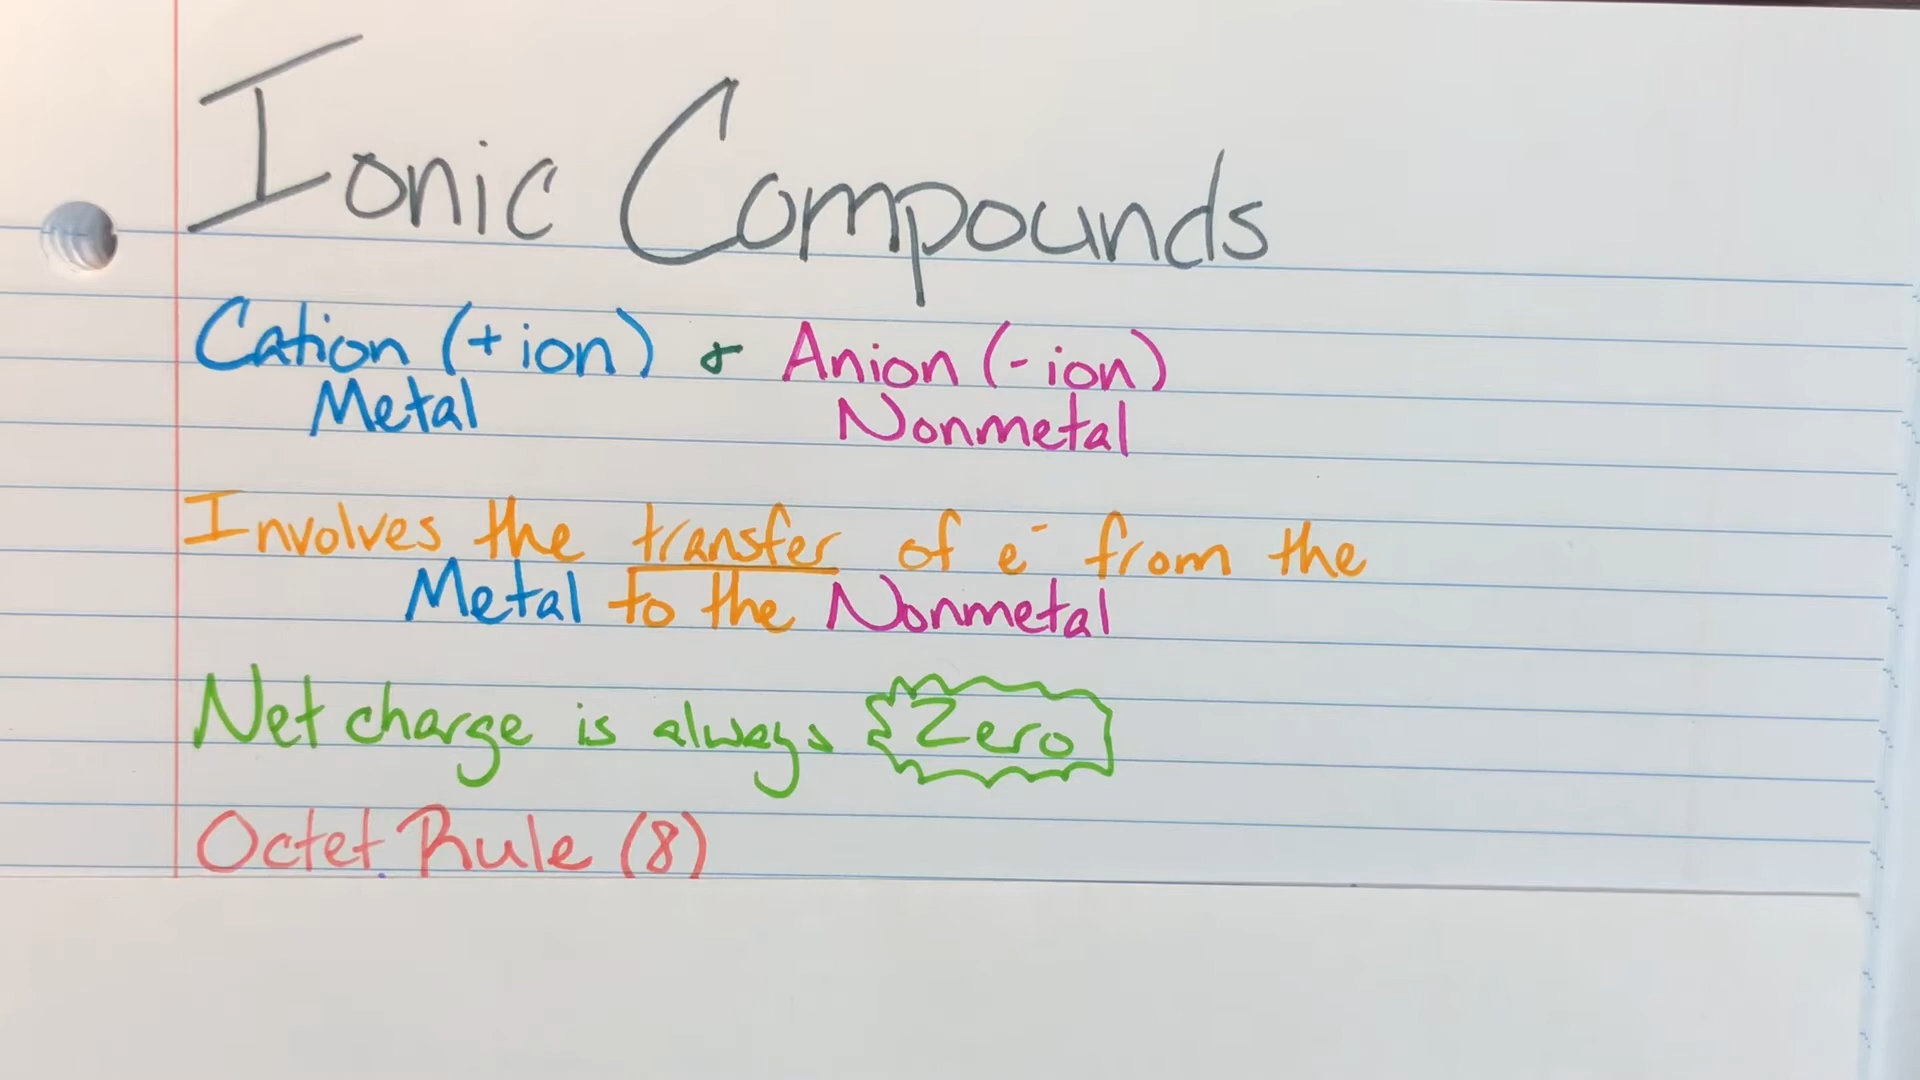 Ionic Compounds
Cation (+ ion) & Anion (- ion)
Metal Nonmetal
Involves the transfer of e⁻ from the
Metal to the Nonmetal
Net charge is always Zero
Octet Rule (8)